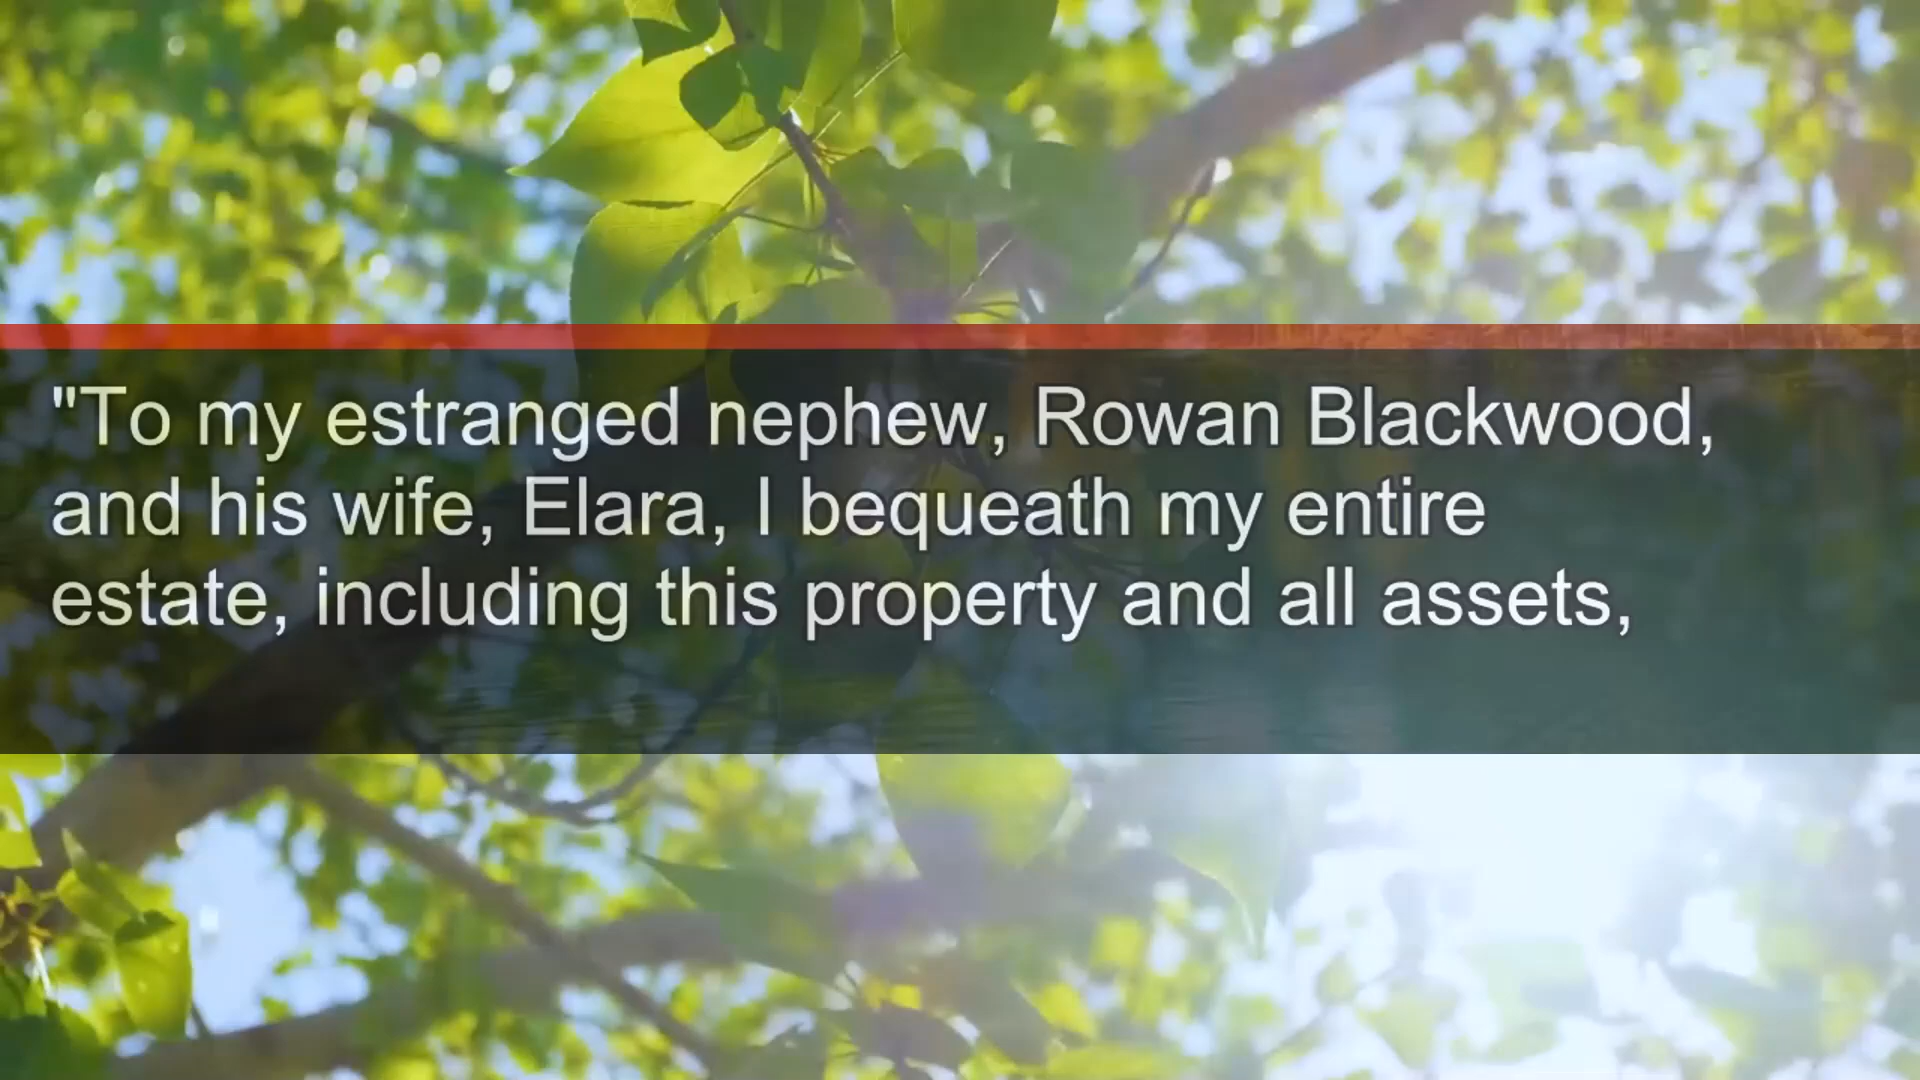 "To my estranged nephew, Rowan Blackwood,
and his wife, Elara, I bequeath my entire
estate, including this property and all assets,